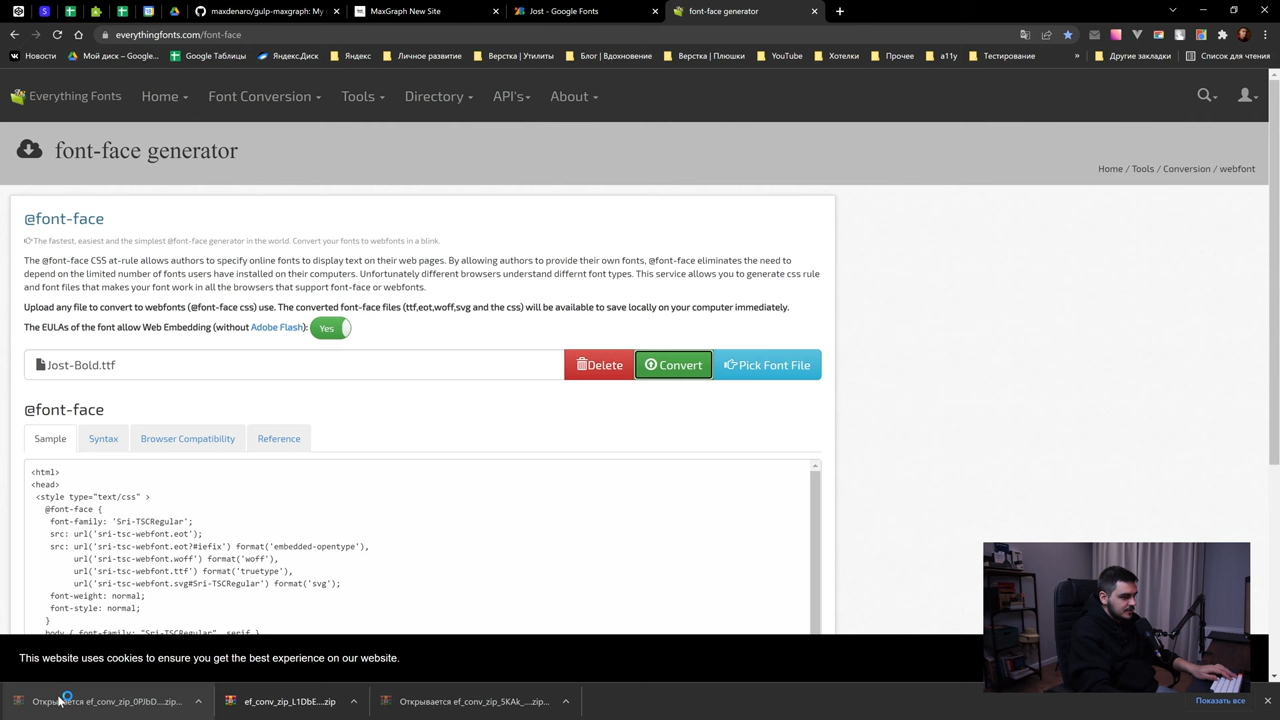 maxdenaro/gulp-maxgraph: My
MaxGraph New Site
Jost - Google Fonts
font-face generator
everythingfonts.com/font-face
Новости
Мой диск – Google...
Google Таблицы
Яндекс.Диск
Яндекс
Личное развитие
Верстка | Утилиты
Блог | Вдохновение
Верстка | Плюшки
YouTube
Хотелки
Прочее
a11y
Тестирование
»
Другие закладки
Список для чтения
Everything Fonts
Home
Font Conversion
Tools
Directory
API's
About
font-face generator
Home / Tools / Conversion / webfont
@font-face
The fastest, easiest and the simplest @font-face generator in the world. Convert your fonts to webfonts in a blink.
The @font-face CSS at-rule allows authors to specify online fonts to display text on their web pages. By allowing authors to provide their own fonts, @font-face eliminates the need to
depend on the limited number of fonts users have installed on their computers. Unfortunately different browsers understand differnt font types. This service allows you to generate css rule
and font files that makes your font work in all the browsers that support font-face or webfonts.
Upload any file to convert to webfonts (@font-face css) use. The converted font-face files (ttf,eot,woff,svg and the css) will be available to save locally on your computer immediately.
The EULAs of the font allow Web Embedding (without Adobe Flash): Yes
Jost-Bold.ttf
Delete
Convert
Pick Font File
@font-face
Sample
Syntax
Browser Compatibility
Reference
<html>
<head>
<style type="text/css" >
@font-face {
font-family: 'Sri-TSCRegular';
src: url('sri-tsc-webfont.eot');
src: url('sri-tsc-webfont.eot?#iefix') format('embedded-opentype'),
url('sri-tsc-webfont.woff') format('woff'),
url('sri-tsc-webfont.ttf') format('truetype'),
url('sri-tsc-webfont.svg#Sri-TSCRegular') format('svg');
font-weight: normal;
font-style: normal;
}
body { font-family: "Sri-TSCRegular", serif }
This website uses cookies to ensure you get the best experience on our website.
Открывается ef_conv_zip_0PJbD....zip...
ef_conv_zip_L1DbE....zip
Открывается ef_conv_zip_5KAk_....zip...
Показать все